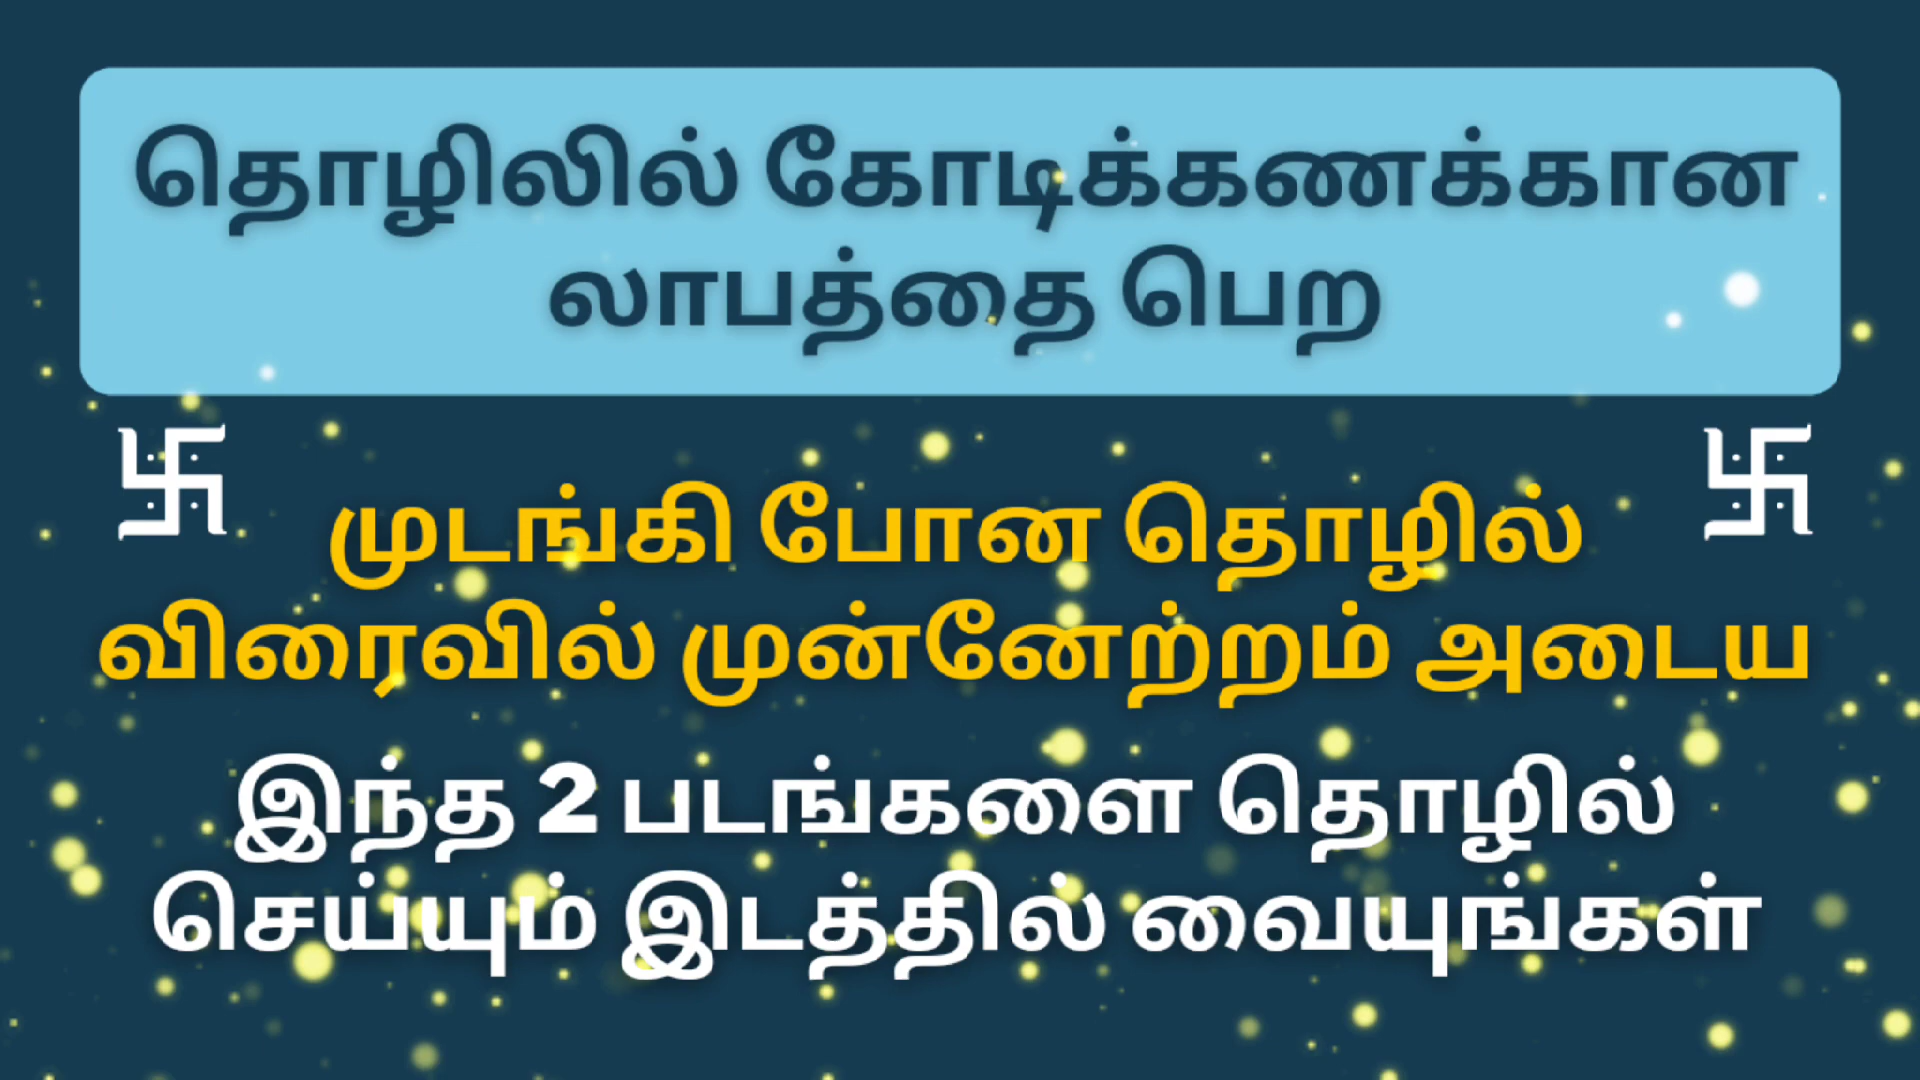 தொழிலில் கோடிக்கணக்கான
லாபத்தை பெற
முடங்கி போன தொழில்
விரைவில் முன்னேற்றம் அடைய
இந்த 2 படங்களை தொழில்
செய்யும் இடத்தில் வையுங்கள்